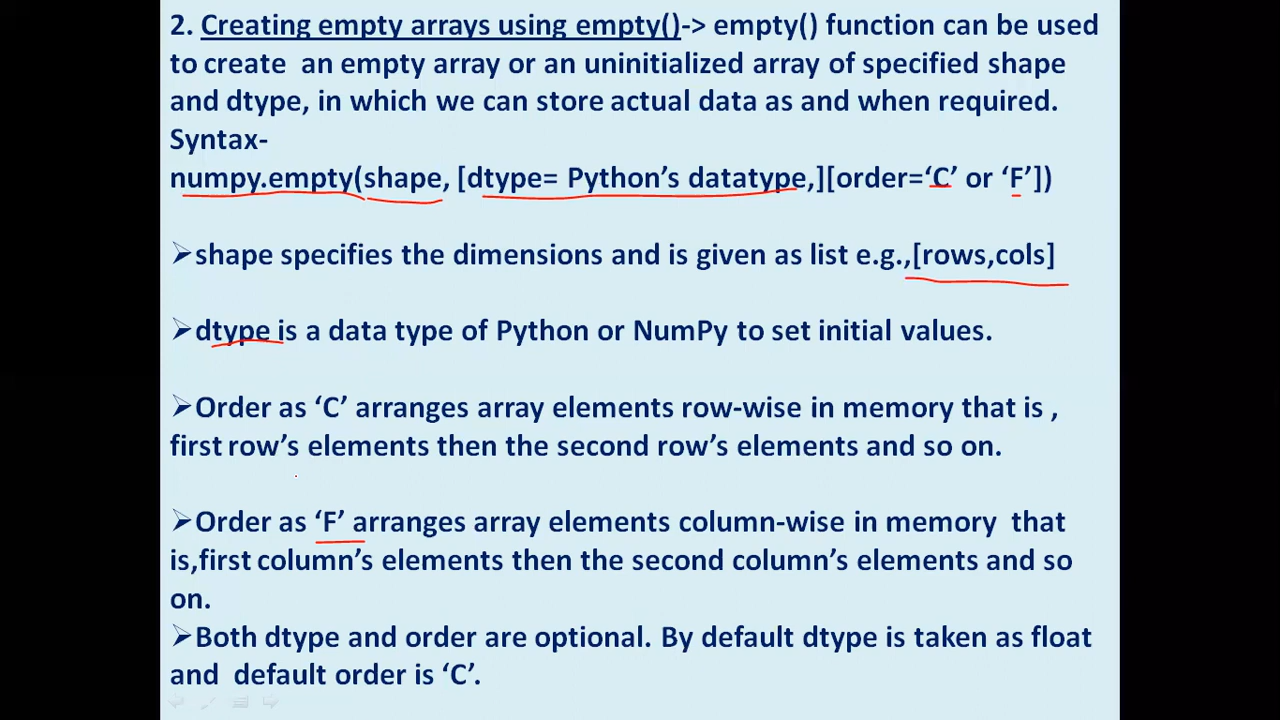 2. Creating empty arrays using empty()-> empty() function can be used
to create an empty array or an uninitialized array of specified shape
and dtype, in which we can store actual data as and when required.
Syntax-
numpy.empty(shape, [dtype= Python’s datatype,][order=‘C’ or ‘F’])
➢shape specifies the dimensions and is given as list e.g.,[rows,cols]
➢dtype is a data type of Python or NumPy to set initial values.
➢Order as ‘C’ arranges array elements row-wise in memory that is ,
first row’s elements then the second row’s elements and so on.
➢Order as ‘F’ arranges array elements column-wise in memory that
is,first column’s elements then the second column’s elements and so
on.
➢Both dtype and order are optional. By default dtype is taken as float
and default order is ‘C’.